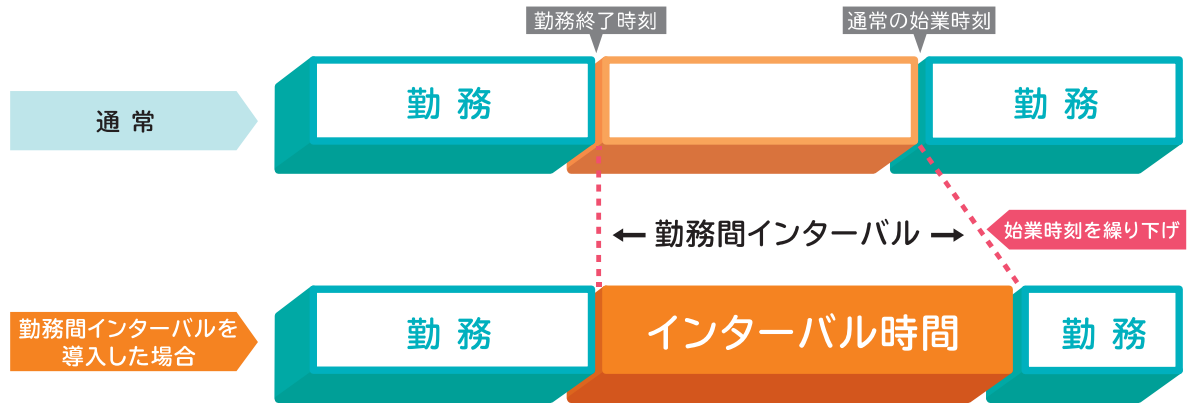 勤務終了時刻
通常の始業時刻
通常
勤務
勤務
勤務間インターバル
始業時刻を繰り下げ
勤務間インターバルを
導入した場合
勤務
インターバル時間
勤務